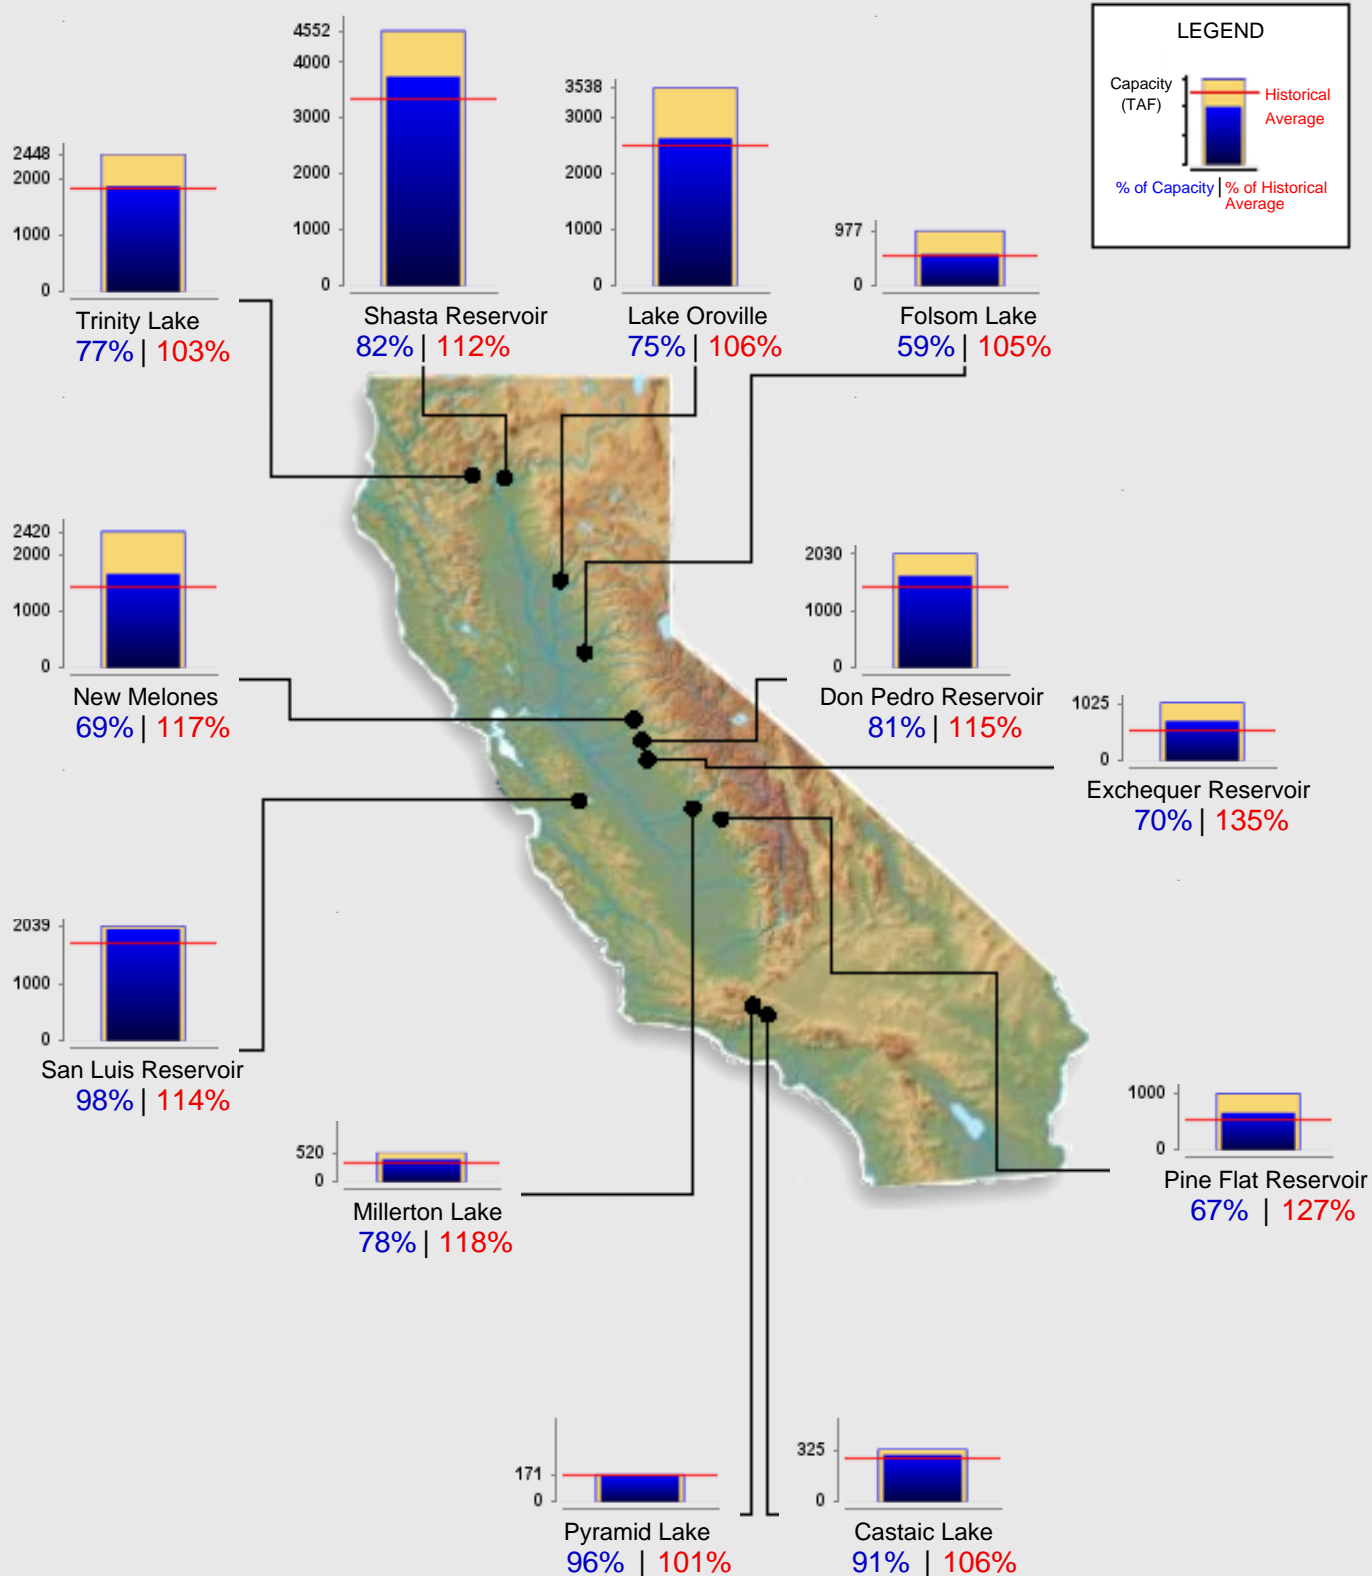 LEGEND
Capacity
(TAF)
Historical
Average
% of Capacity | % of Historical
Average
4552
4000
3000
2000
1000
0
Shasta Reservoir
82% | 112%
3538
3000
2000
1000
0
Lake Oroville
75% | 106%
977
0
Folsom Lake
59% | 105%
2448
2000
1000
0
Trinity Lake
77% | 103%
2420
2000
1000
0
New Melones
69% | 117%
2030
1000
0
Don Pedro Reservoir
81% | 115%
1025
0
Exchequer Reservoir
70% | 135%
2039
1000
0
San Luis Reservoir
98% | 114%
520
0
Millerton Lake
78% | 118%
1000
0
Pine Flat Reservoir
67% | 127%
171
0
Pyramid Lake
96% | 101%
325
0
Castaic Lake
91% | 106%